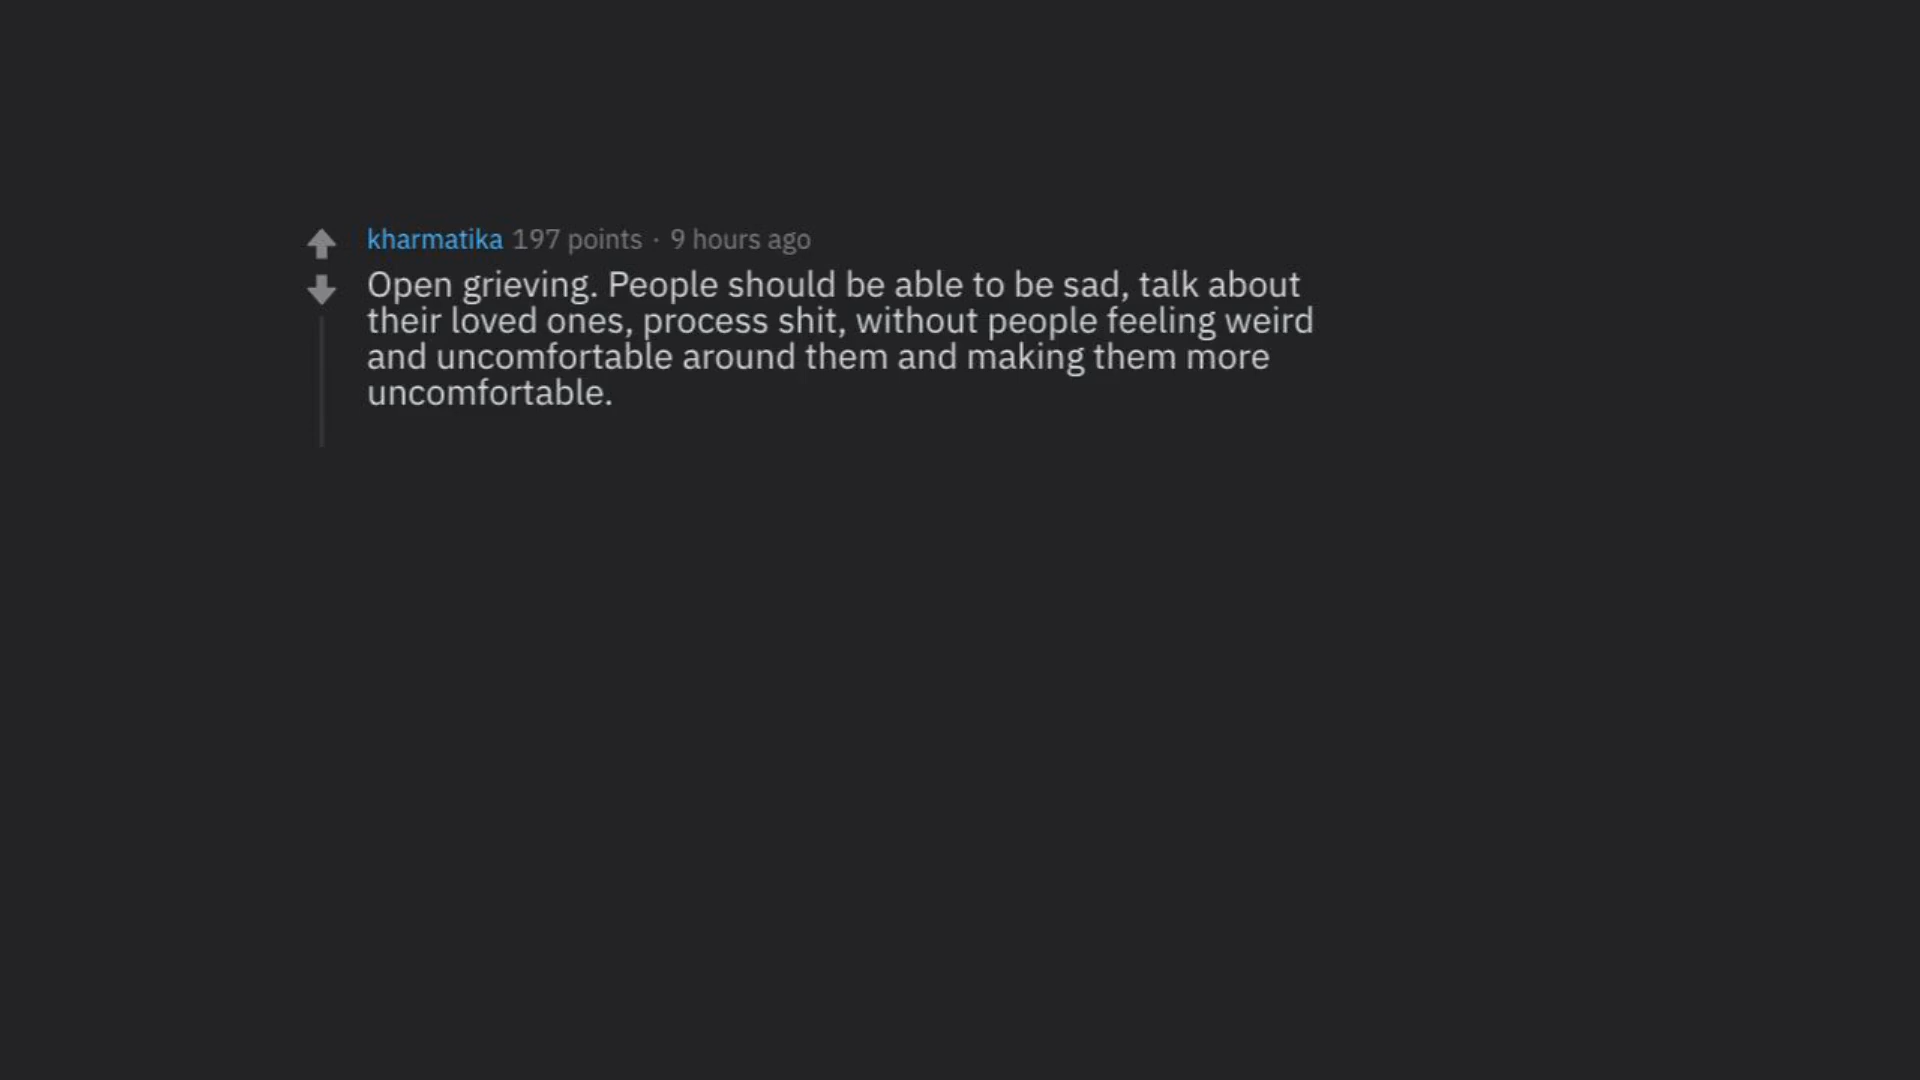 kharmatika 197 points · 9 hours ago
Open grieving. People should be able to be sad, talk about
their loved ones, process shit, without people feeling weird
and uncomfortable around them and making them more
uncomfortable.